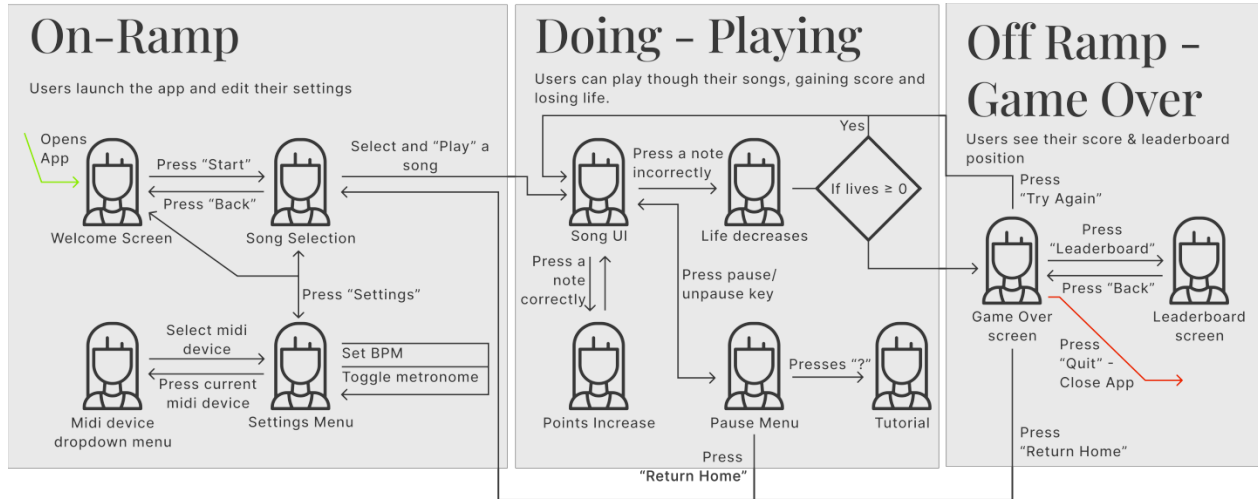 On-Ramp
Users launch the app and edit their settings
Opens
App
Press “Start”
Press “Back”
Welcome Screen
Song Selection
Select and “Play” a
song
Press “Settings”
Select midi
device
Press current
midi device
Set BPM
Toggle metronome
Midi device
dropdown menu
Settings Menu
Doing - Playing
Users can play though their songs, gaining score and
losing life.
Yes
Press a note
incorrectly
If lives ≥ 0
Song UI
Life decreases
Press a
note
correctly
Press pause/
unpause key
Presses “?”
Points Increase
Pause Menu
Tutorial
Press
“Return Home”
Off Ramp -
Game Over
Users see their score & leaderboard
position
Press
“Try Again”
Press
“Leaderboard”
Press “Back”
Game Over
screen
Leaderboard
screen
Press
“Quit” -
Close App
Press
“Return Home”